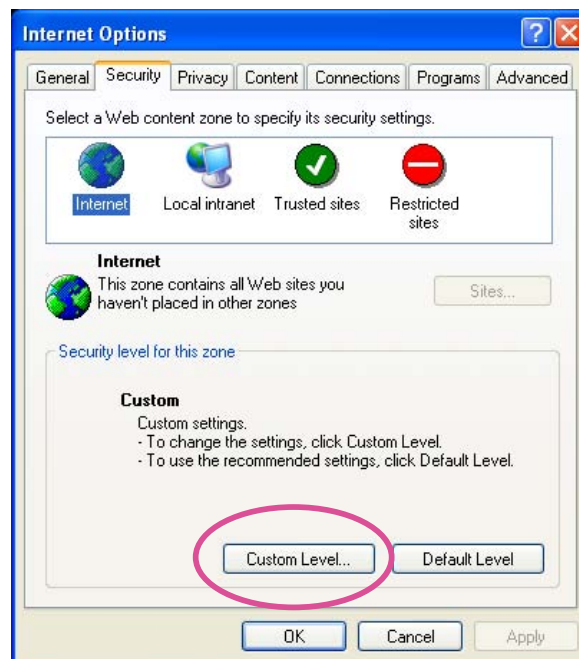 Internet Options
?
X
General Security Privacy Content Connections Programs Advanced
Select a Web content zone to specify its security settings.
Internet Local intranet Trusted sites Restricted sites
Internet
This zone contains all Web sites you
haven't placed in other zones
Sites...
Security level for this zone
Custom
Custom settings.
- To change the settings, click Custom Level.
- To use the recommended settings, click Default Level.
Custom Level... Default Level
OK Cancel Apply